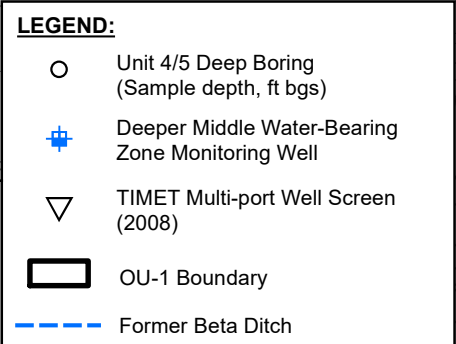 LEGEND:
Unit 4/5 Deep Boring
(Sample depth, ft bgs)
Deeper Middle Water-Bearing
Zone Monitoring Well
TIMET Multi-port Well Screen
(2008)
OU-1 Boundary
Former Beta Ditch